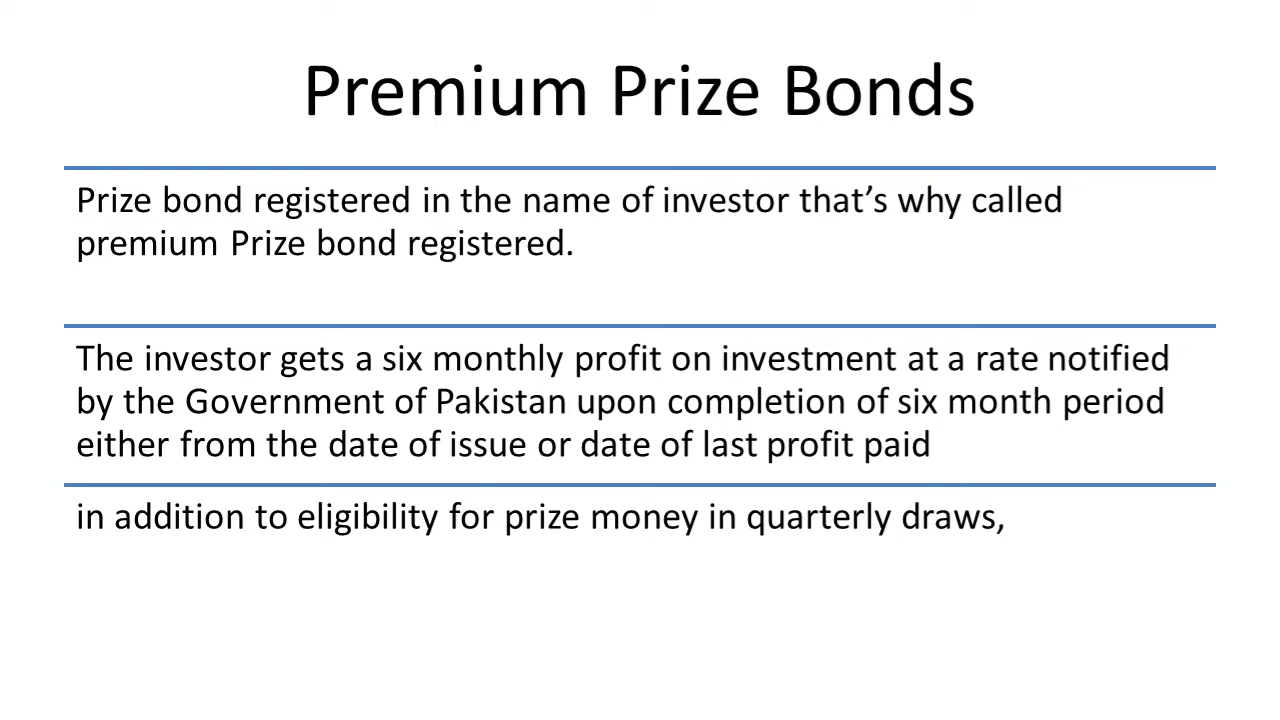 Premium Prize Bonds
Prize bond registered in the name of investor that’s why called
premium Prize bond registered.
The investor gets a six monthly profit on investment at a rate notified
by the Government of Pakistan upon completion of six month period
either from the date of issue or date of last profit paid
in addition to eligibility for prize money in quarterly draws,